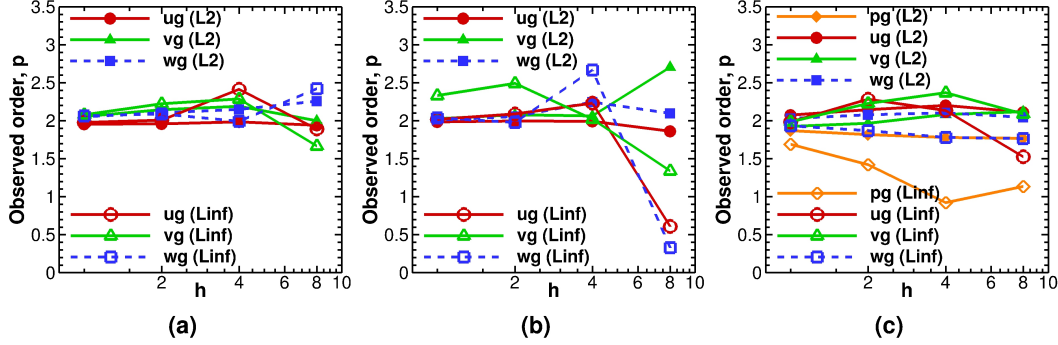 Observed order, p
3.5
3
2.5
2
1.5
1
0.5
0
ug (L2)
vg (L2)
wg (L2)
ug (Linf)
vg (Linf)
wg (Linf)
2 4 6 8 10
h
(a)
Observed order, p
3.5
3
2.5
2
1.5
1
0.5
0
ug (L2)
vg (L2)
wg (L2)
ug (Linf)
vg (Linf)
wg (Linf)
2 4 6 8 10
h
(b)
Observed order, p
3.5
3
2.5
2
1.5
1
0.5
0
pg (L2)
ug (L2)
vg (L2)
wg (L2)
pg (Linf)
ug (Linf)
vg (Linf)
wg (Linf)
2 4 6 8 10
h
(c)